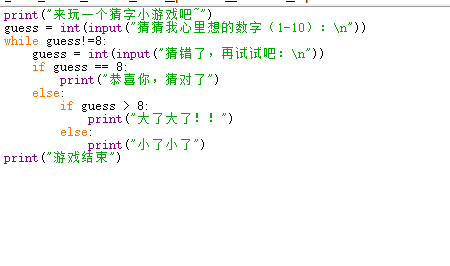 print("来玩一个猜字小游戏吧~")
guess = int(input("猜猜我心里想的数字（1-10）：\n"))
while guess!=8:
    guess = int(input("猜错了，再试试吧：\n"))
    if guess == 8:
        print("恭喜你，猜对了")
    else:
        if guess > 8:
            print("大了大了！！")
        else:
            print("小了小了")
print("游戏结束")